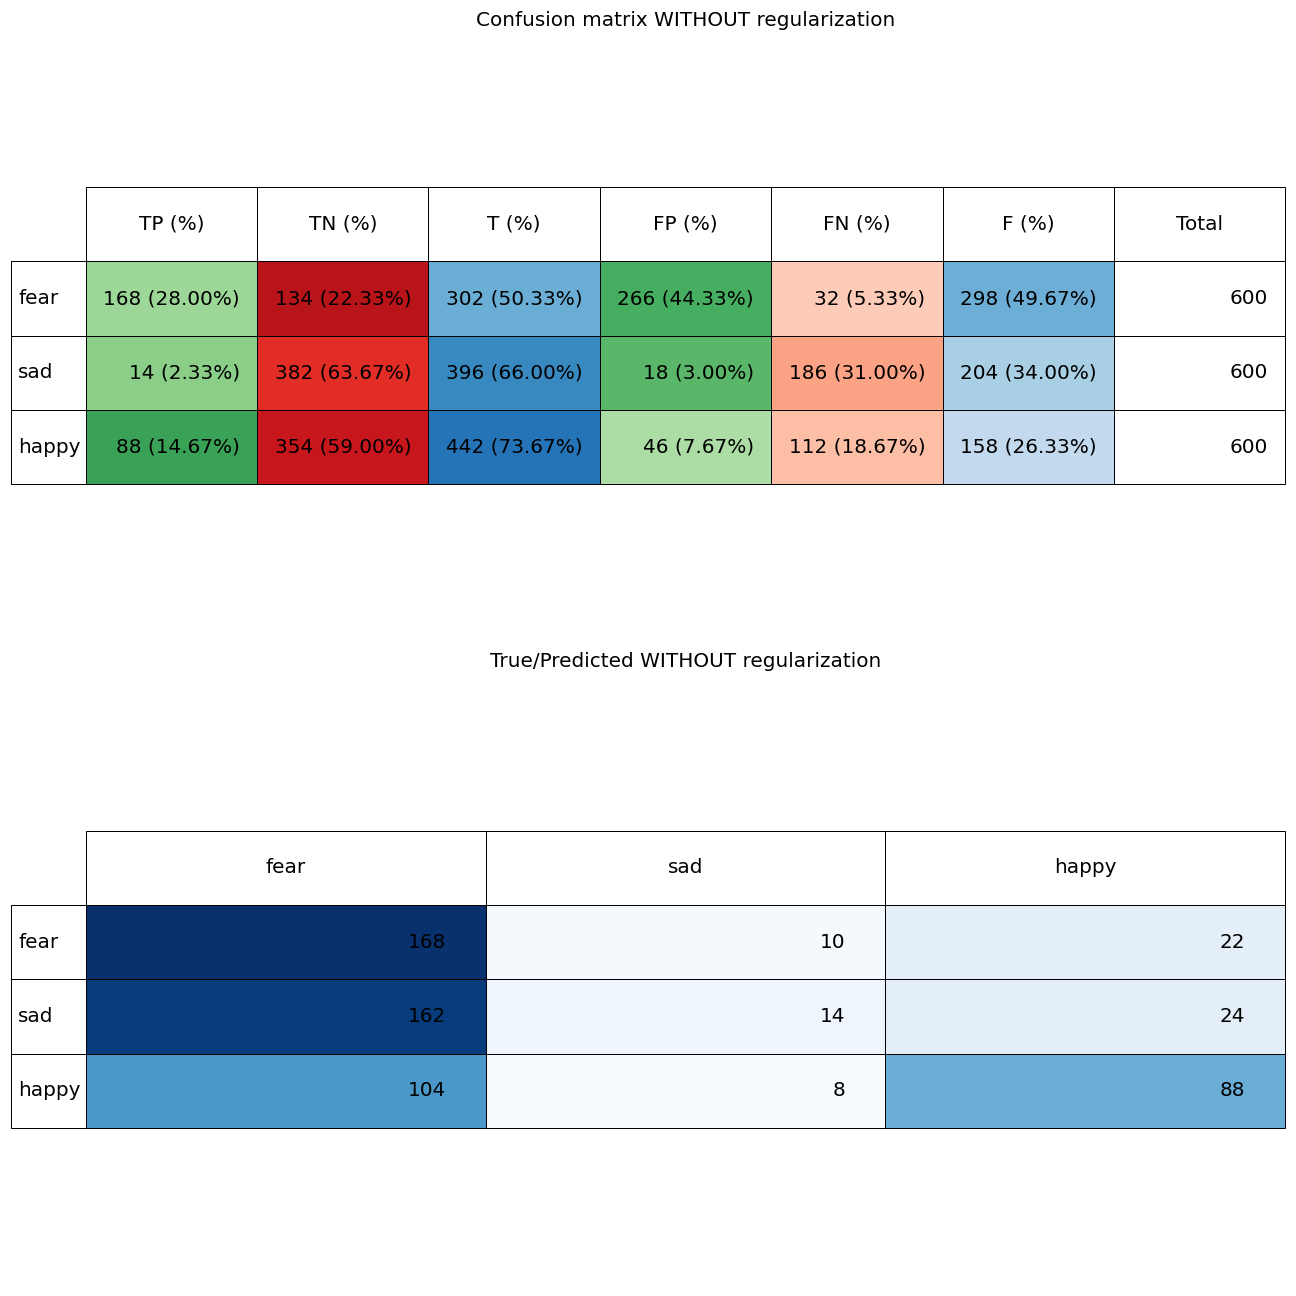 Confusion matrix WITHOUT regularization
TP (%) TN (%) T (%) FP (%) FN (%) F (%) Total
fear 168 (28.00%) 134 (22.33%) 302 (50.33%) 266 (44.33%) 32 (5.33%) 298 (49.67%) 600
sad 14 (2.33%) 382 (63.67%) 396 (66.00%) 18 (3.00%) 186 (31.00%) 204 (34.00%) 600
happy 88 (14.67%) 354 (59.00%) 442 (73.67%) 46 (7.67%) 112 (18.67%) 158 (26.33%) 600
True/Predicted WITHOUT regularization
fear sad happy
fear 168 10 22
sad 162 14 24
happy 104 8 88